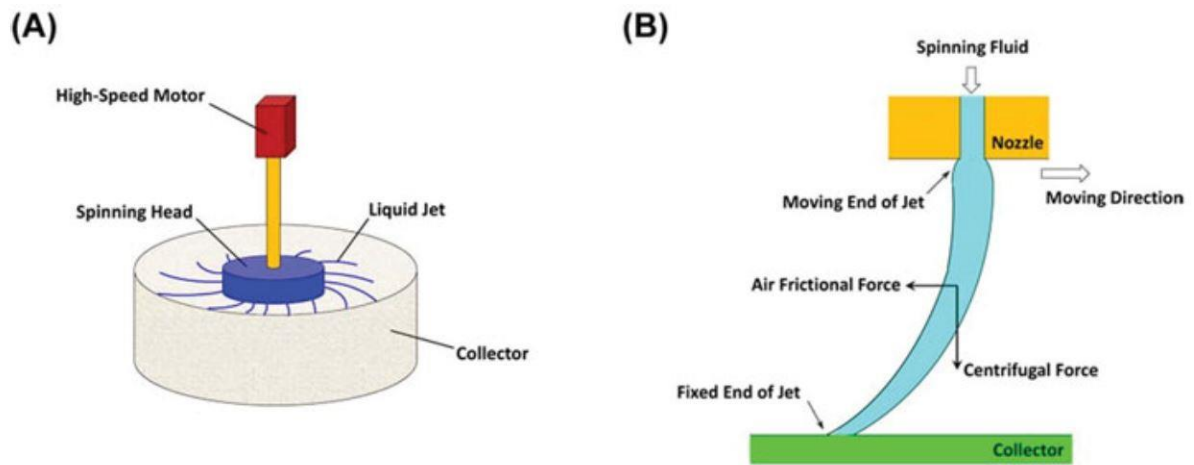 (A)
High-Speed Motor
Spinning Head
Liquid Jet
Collector
(B)
Spinning Fluid
Nozzle
Moving End of Jet
Moving Direction
Air Frictional Force
Centrifugal Force
Fixed End of Jet
Collector